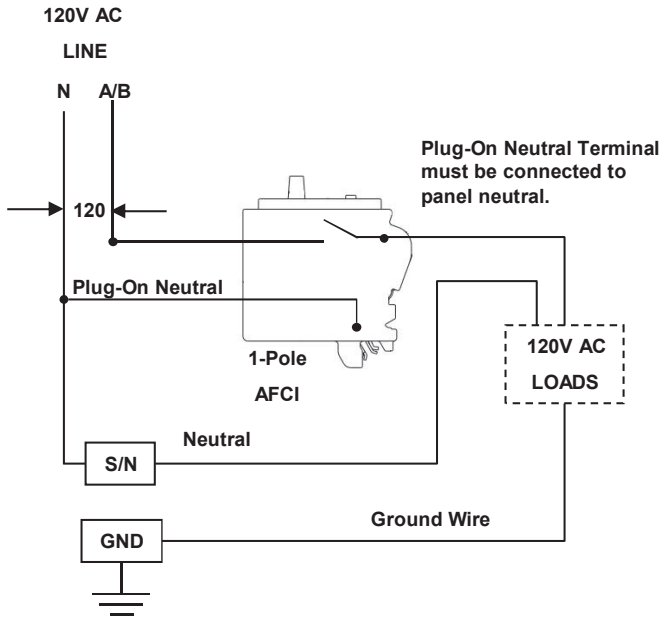 120V AC
LINE
N A/B
Plug-On Neutral Terminal
must be connected to
panel neutral.
120
Plug-On Neutral
1-Pole
AFCI
120V AC
LOADS
Neutral
S/N
Ground Wire
GND